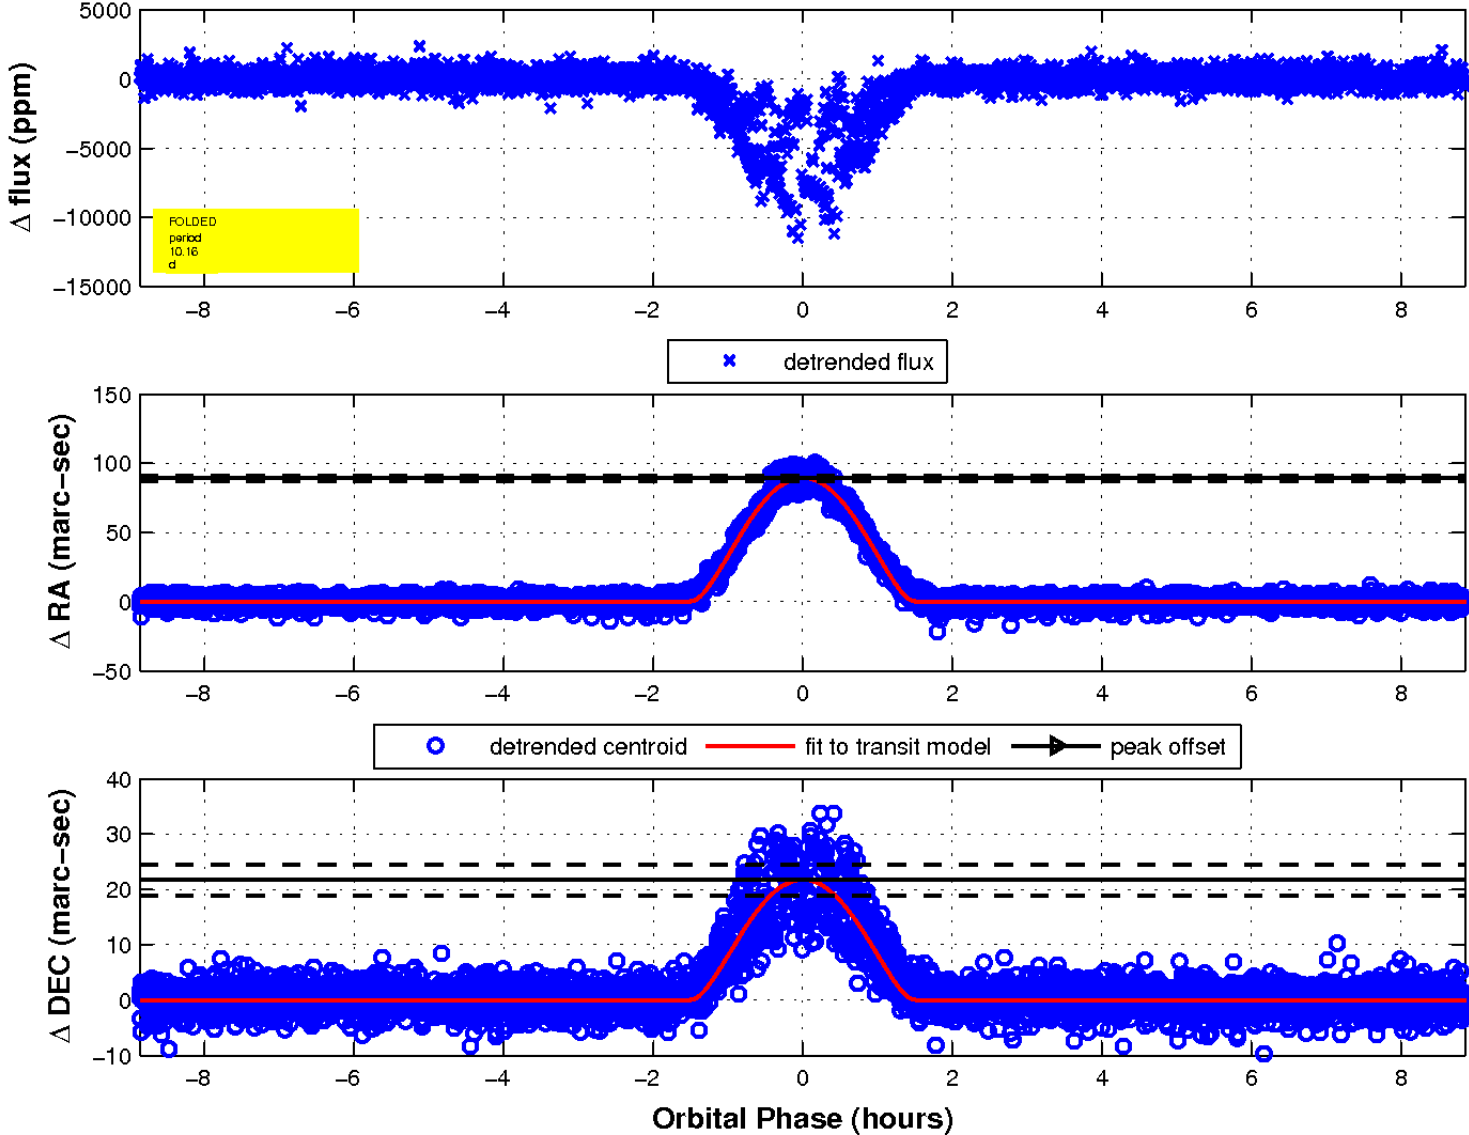 5000
0
−5000
−10000
−15000
Δ flux (ppm)
FOLDED
period
10.16
d
−8 −6 −4 −2 0 2 4 6 8
detrended flux
150
100
50
0
−50
Δ RA (marc−sec)
−8 −6 −4 −2 0 2 4 6 8
detrended centroid fit to transit model peak offset
40
30
20
10
0
−10
Δ DEC (marc−sec)
−8 −6 −4 −2 0 2 4 6 8
Orbital Phase (hours)